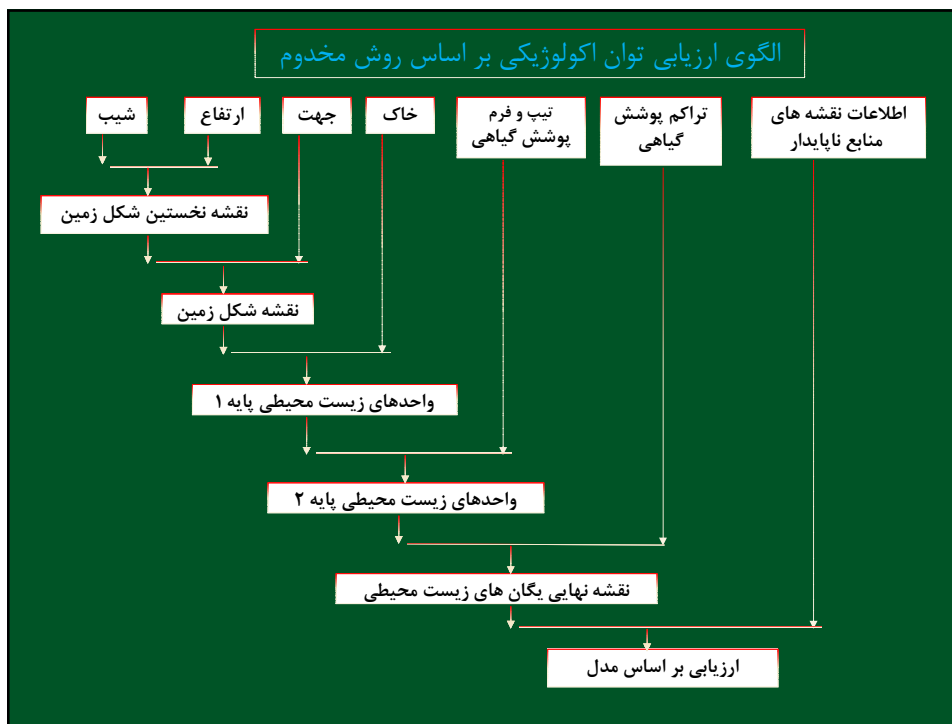 الگوی ارزیابی توان اکولوژیکی بر اساس روش مخدوم
شیب
ارتفاع
جهت
خاک
تیپ و فرم
پوشش گیاهی
تراکم پوشش
گیاهی
اطلاعات نقشه های
منابع ناپایدار
نقشه نخستین شکل زمین
نقشه شکل زمین
واحدهای زیست محیطی پایه ۱
واحدهای زیست محیطی پایه ۲
نقشه نهایی یگان های زیست محیطی
ارزیابی بر اساس مدل